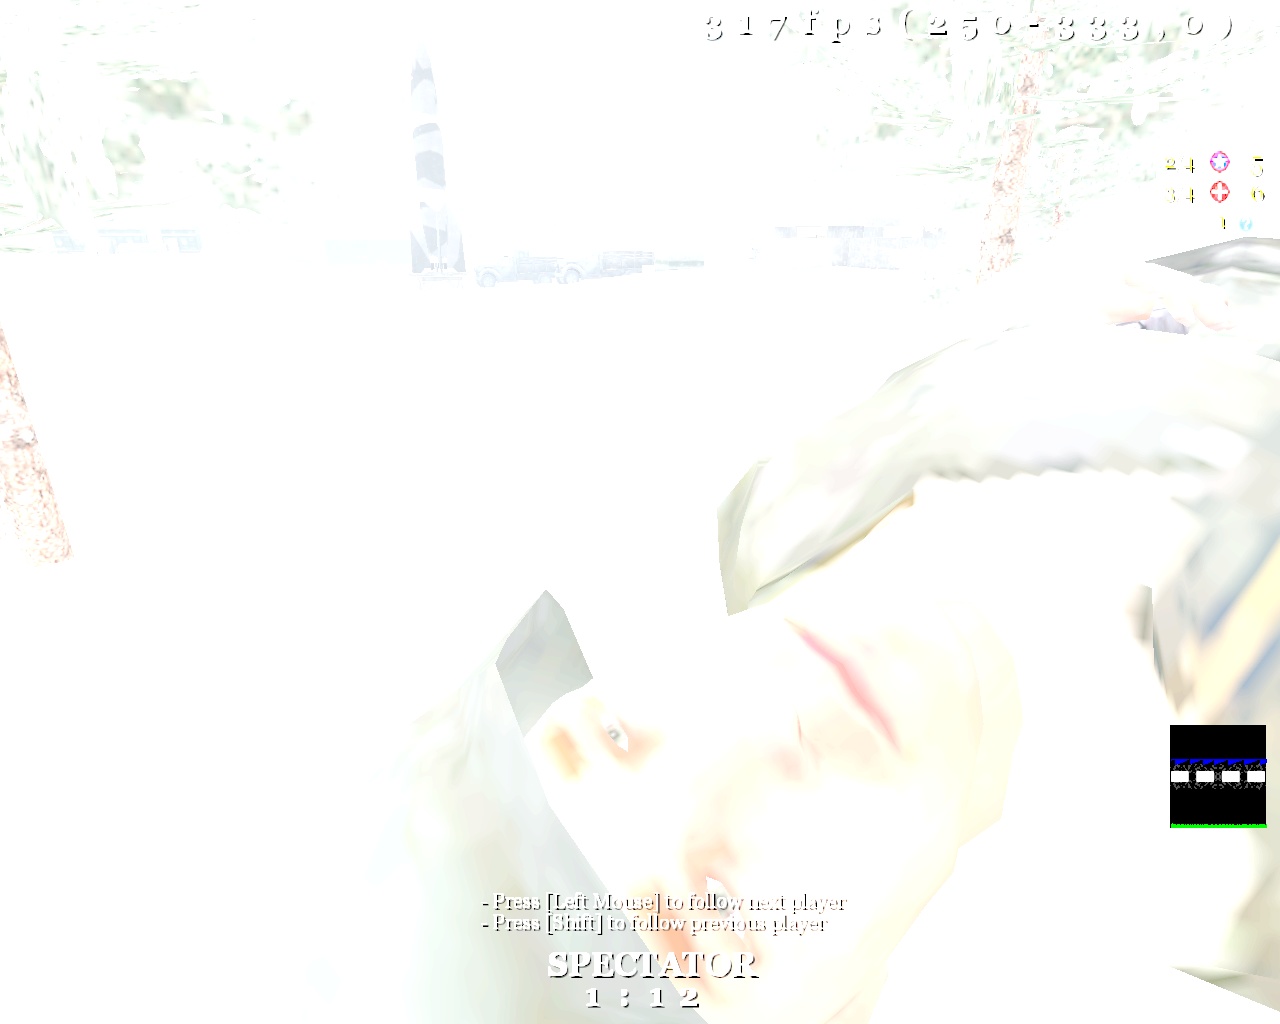 317fps(250-333,0)
24 5
34 6
1
- Press [Left Mouse] to follow next player
- Press [Shift] to follow previous player
SPECTATOR
1:12